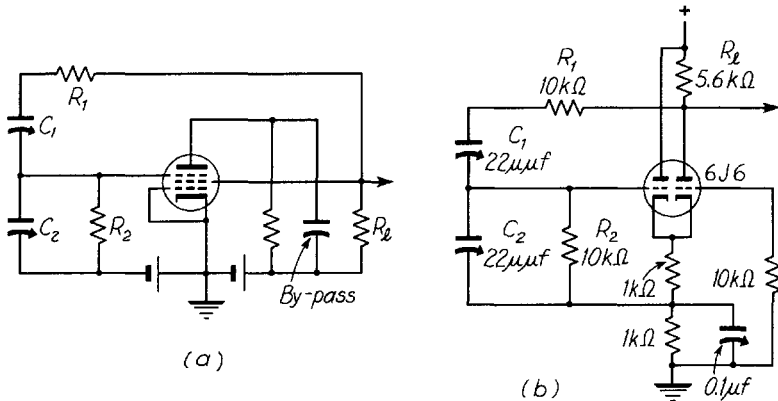 R₁
C₁
C₂
R₂
Rℓ
By-pass
(a)
+
R₁
10kΩ
Rℓ
5.6kΩ
C₁
22μμf
6J6
C₂
22μμf
R₂
10kΩ
1kΩ
10kΩ
1kΩ
0.1μf
(b)